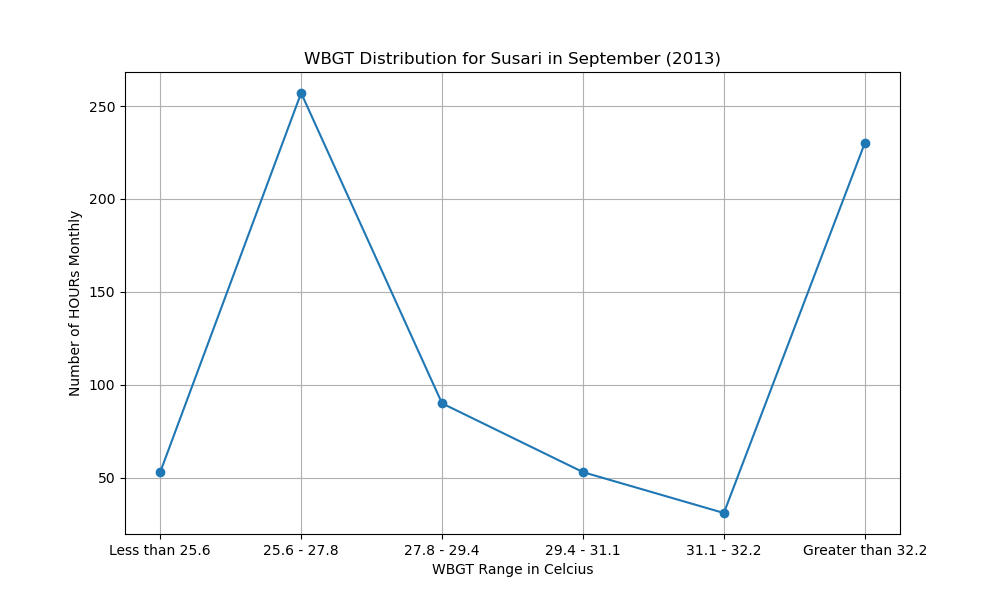 WBGT Distribution for Susari in September (2013)
Number of HOURs Monthly
250
200
150
100
50
Less than 25.6
25.6 - 27.8
27.8 - 29.4
29.4 - 31.1
31.1 - 32.2
Greater than 32.2
WBGT Range in Celcius